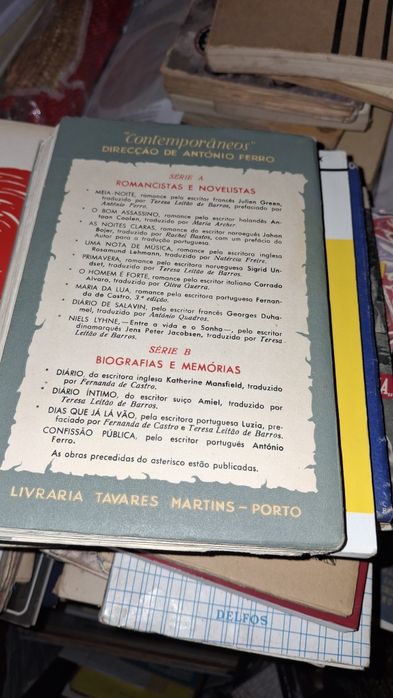 "Contemporâneos"
DIRECÇÃO DE ANTÓNIO FERRO
SÉRIE A
ROMANCISTAS E NOVELISTAS
• MEIA-NOITE, romance pelo escritor francês Julien Green,
traduzido por Teresa Leitão de Barros, prefaciado por
António Ferro.
• O BOM ASSASSINO, romance pelo escritor holandês An-
toon Coolen, traduzido por Maria Archer
• AS NOITES CLARAS, romance do escritor norueguês Johan
Bojer, traduzido por Rachel Bastos, com um prefácio do
Autor para a tradução portuguesa.
UMA NOTA DE MÚSICA, romance pela escritora inglesa
Rosamund Lehmann, traduzido por Natércia Freire.
PRIMAVERA, romance pela escritora norueguesa Sigrid Un-
dset, traduzido por Teresa Leitão de Barros.
O HOMEM É FORTE, romance pelo escritor italiano Corrado
Alvaro, traduzido por Oliva Guerra.
MARIA DA LUA, romance pela escritora portuguesa Fernan-
da de Castro, 3.ª edição.
• DIÁRIO DE SALAVIN, pelo escritor francês Georges Duha-
mel, traduzido por António Quadros.
• NIELS LYHNE, —Entre a vida e o Sonho—, pelo escritor
dinamarquês Jens Peter Jacobsen, traduzido por Teresa
Leitão de Barros.
SÉRIE B
BIOGRAFIAS E MEMÓRIAS
• DIÁRIO, da escritora inglesa Katherine Mansfield, traduzido
por Fernanda de Castro.
• DIÁRIO ÍNTIMO, do escritor suiço Amiel, traduzido por
Teresa Leitão de Barros.
• DIAS QUE JÁ LÁ VÃO, pela escritora portuguesa Luzia, pre-
faciado por Fernanda de Castro e Teresa Leitão de Barros.
CONFISSÃO PÚBLICA, pelo escritor português António
Ferro.
As obras precedidas do asterisco estão publicadas.
LIVRARIA TAVARES MARTINS — PORTO
DELFOS